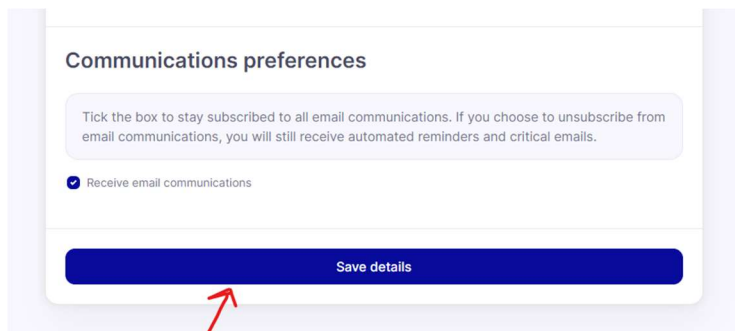 Communications preferences
Tick the box to stay subscribed to all email communications. If you choose to unsubscribe from
email communications, you will still receive automated reminders and critical emails.
Receive email communications
Save details